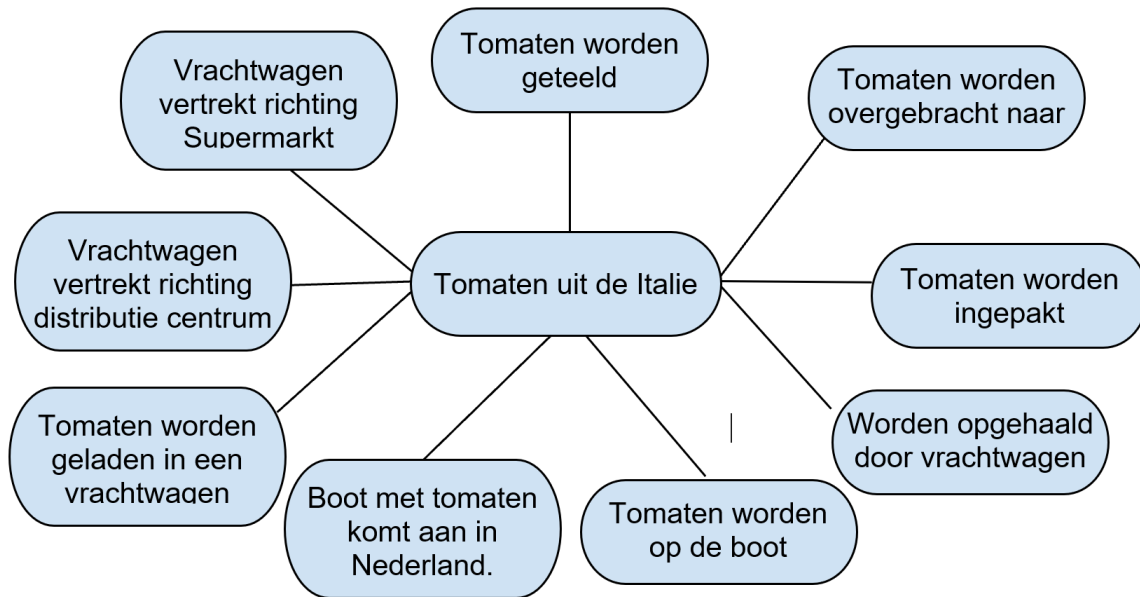 Tomaten worden
geteeld
Tomaten worden
overgebracht naar
Tomaten worden
ingepakt
Worden opgehaald
door vrachtwagen
Tomaten worden
op de boot
Boot met tomaten
komt aan in
Nederland.
Tomaten worden
geladen in een
vrachtwagen
Vrachtwagen
vertrekt richting
distributie centrum
Vrachtwagen
vertrekt richting
Supermarkt
Tomaten uit de Italie